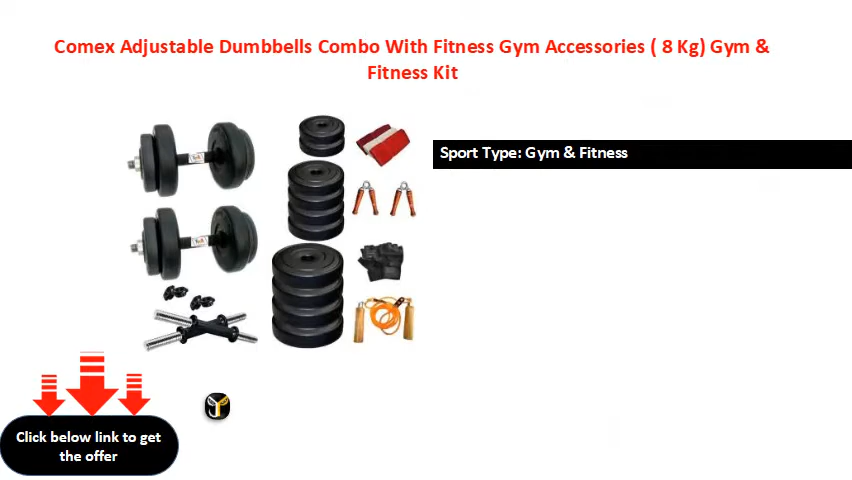 Comex Adjustable Dumbbells Combo With Fitness Gym Accessories ( 8 Kg) Gym &
Fitness Kit
Sport Type: Gym & Fitness
Click below link to get
the offer